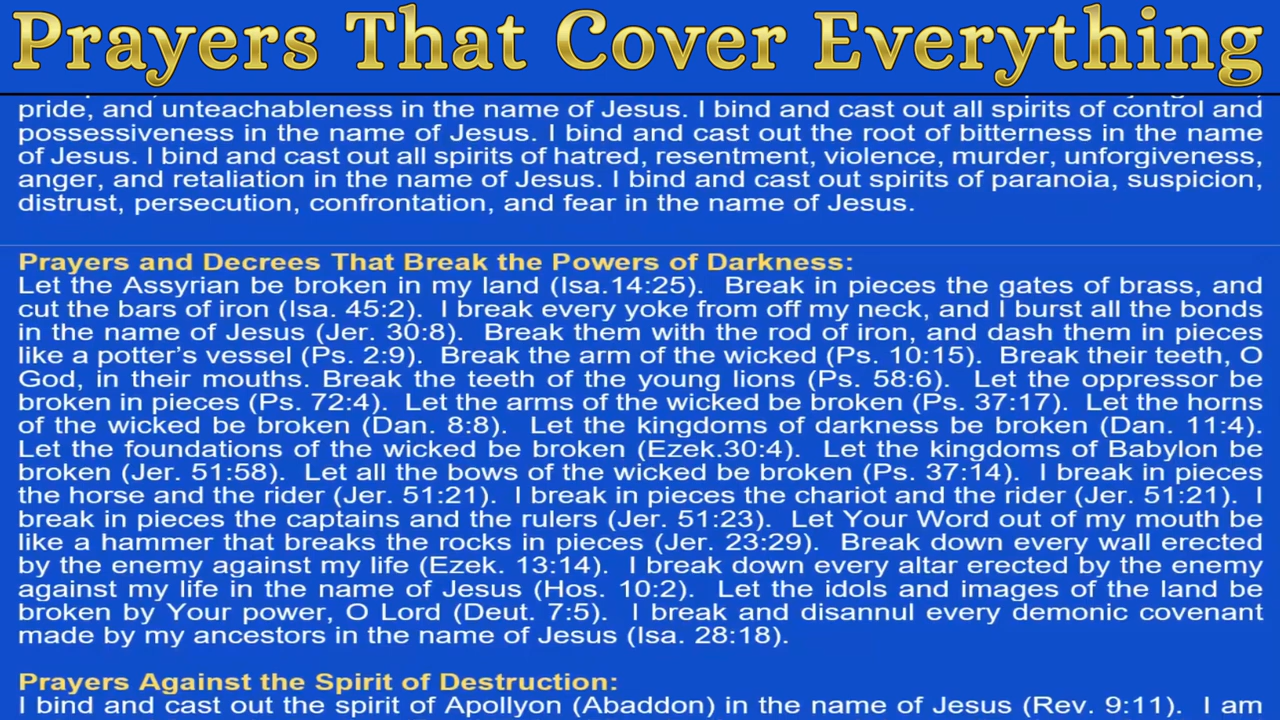 Prayers That Cover Everything
pride, and unteachableness in the name of Jesus. I bind and cast out all spirits of control and
possessiveness in the name of Jesus. I bind and cast out the root of bitterness in the name
of Jesus. I bind and cast out all spirits of hatred, resentment, violence, murder, unforgiveness,
anger, and retaliation in the name of Jesus. I bind and cast out spirits of paranoia, suspicion,
distrust, persecution, confrontation, and fear in the name of Jesus.
Prayers and Decrees That Break the Powers of Darkness:
Let the Assyrian be broken in my land (Isa.14:25).  Break in pieces the gates of brass, and
cut the bars of iron (Isa. 45:2).  I break every yoke from off my neck, and I burst all the bonds
in the name of Jesus (Jer. 30:8).  Break them with the rod of iron, and dash them in pieces
like a potter’s vessel (Ps. 2:9).  Break the arm of the wicked (Ps. 10:15).  Break their teeth, O
God, in their mouths. Break the teeth of the young lions (Ps. 58:6).  Let the oppressor be
broken in pieces (Ps. 72:4).  Let the arms of the wicked be broken (Ps. 37:17).  Let the horns
of the wicked be broken (Dan. 8:8).  Let the kingdoms of darkness be broken (Dan. 11:4).
Let the foundations of the wicked be broken (Ezek.30:4).  Let the kingdoms of Babylon be
broken (Jer. 51:58).  Let all the bows of the wicked be broken (Ps. 37:14).  I break in pieces
the horse and the rider (Jer. 51:21).  I break in pieces the chariot and the rider (Jer. 51:21).  I
break in pieces the captains and the rulers (Jer. 51:23).  Let Your Word out of my mouth be
like a hammer that breaks the rocks in pieces (Jer. 23:29).  Break down every wall erected
by the enemy against my life (Ezek. 13:14).  I break down every altar erected by the enemy
against my life in the name of Jesus (Hos. 10:2).  Let the idols and images of the land be
broken by Your power, O Lord (Deut. 7:5).  I break and disannul every demonic covenant
made by my ancestors in the name of Jesus (Isa. 28:18).
Prayers Against the Spirit of Destruction:
I bind and cast out the spirit of Apollyon (Abaddon) in the name of Jesus (Rev. 9:11).  I am